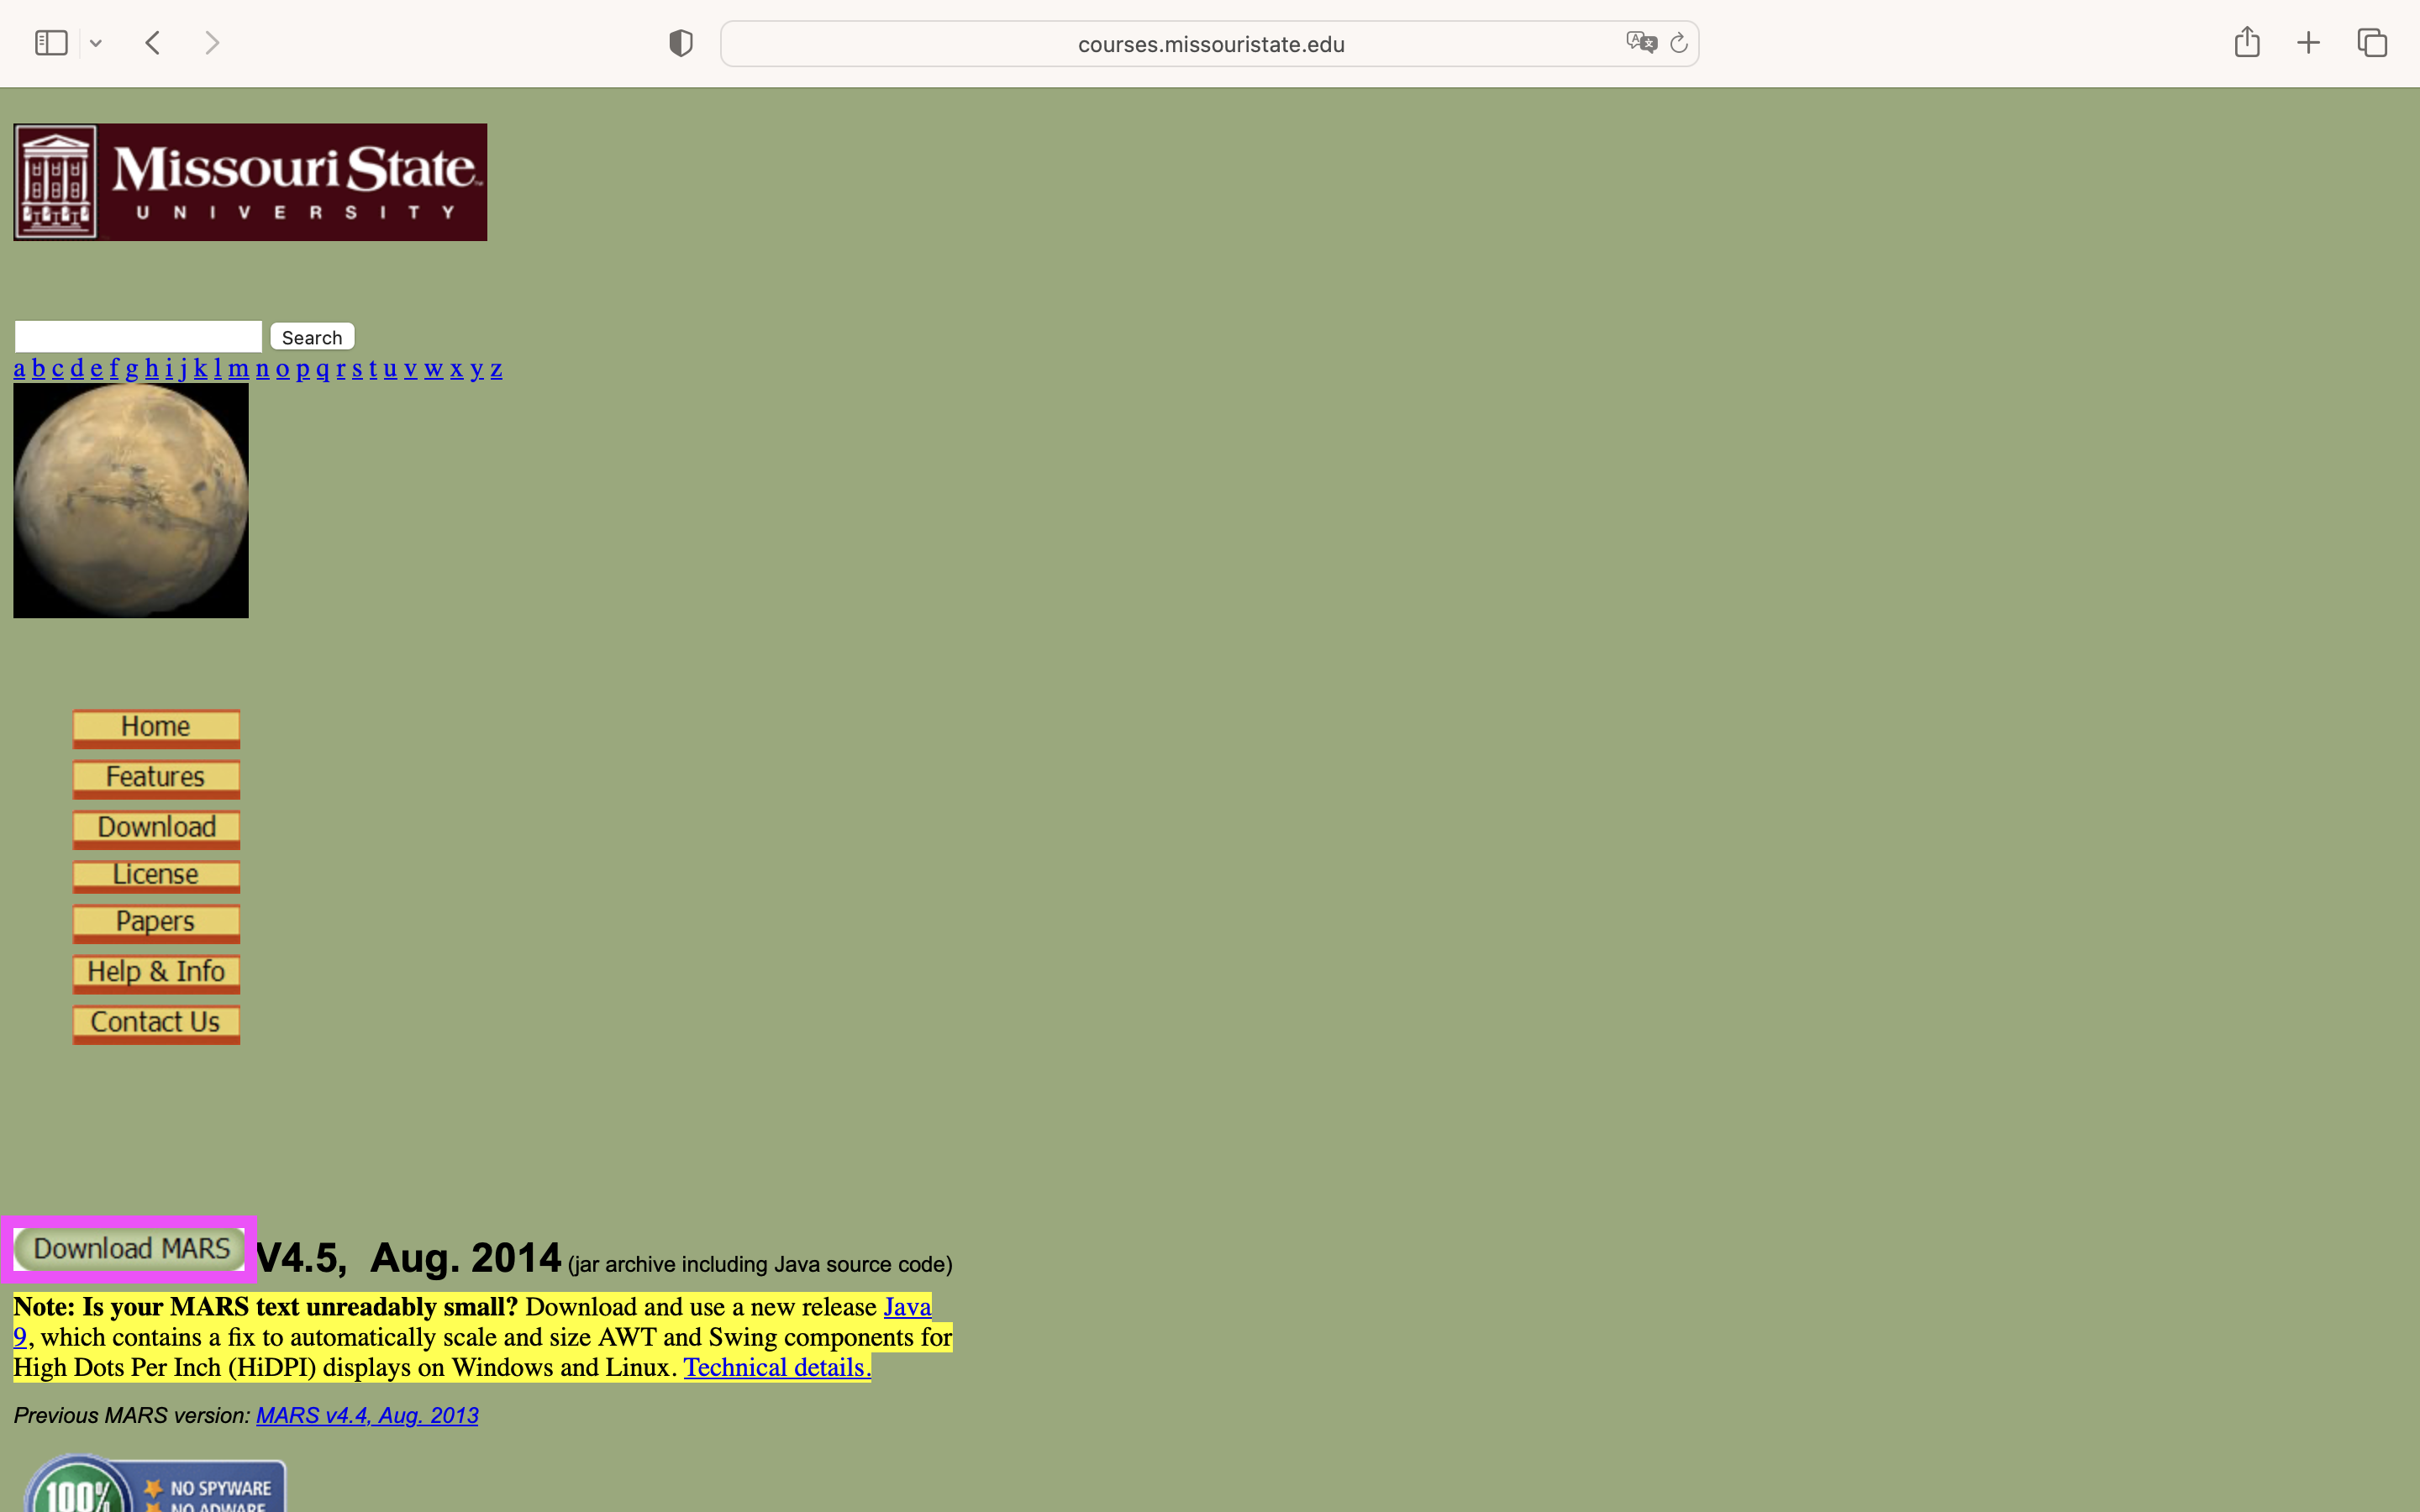 courses.missouristate.edu
Missouri State™
UNIVERSITY
Search
a b c d e f g h i j k l m n o p q r s t u v w x y z
Home
Features
Download
License
Papers
Help & Info
Contact Us
Download MARS V4.5, Aug. 2014 (jar archive including Java source code)
Note: Is your MARS text unreadably small? Download and use a new release Java
9, which contains a fix to automatically scale and size AWT and Swing components for
High Dots Per Inch (HiDPI) displays on Windows and Linux. Technical details.
Previous MARS version: MARS v4.4, Aug. 2013
100%
NO SPYWARE
NO ADWARE